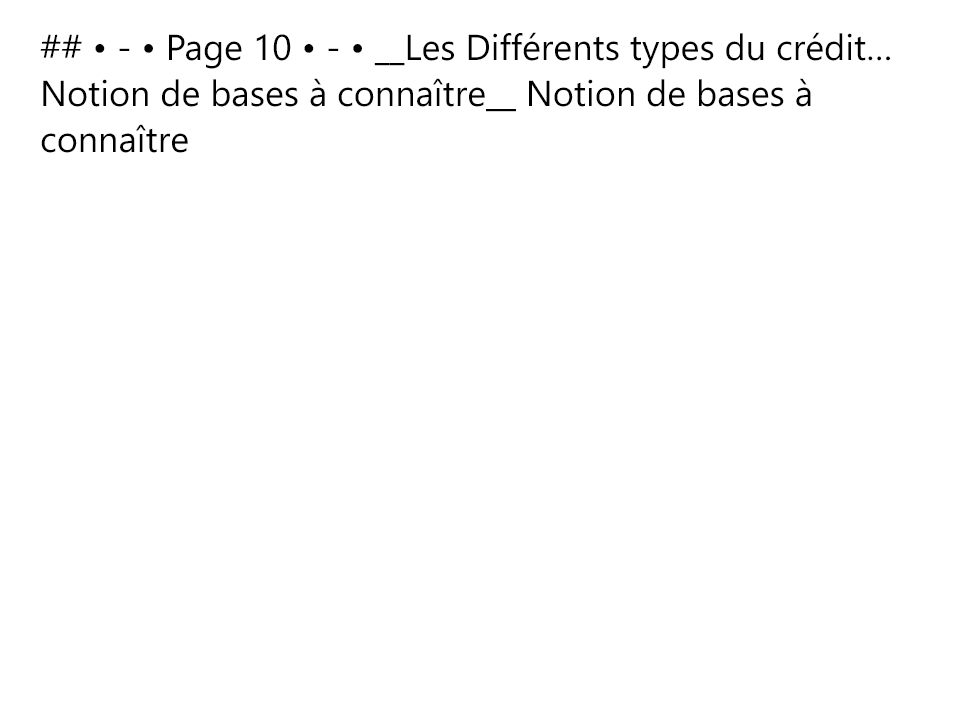 ## • - • Page 10 • - • __Les Différents types du crédit...
Notion de bases à connaître__ Notion de bases à
connaître